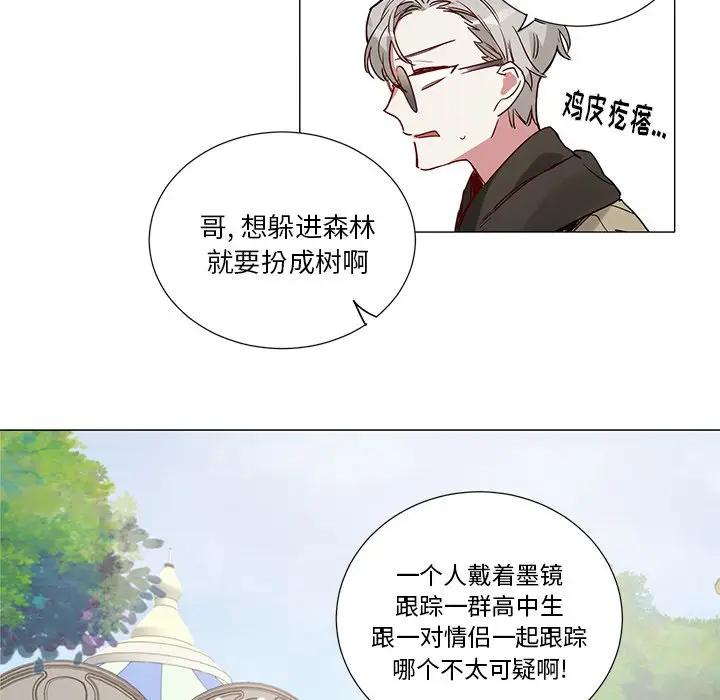 鸡皮疙瘩...
哥, 想躲进森林
就要扮成树啊
一个人戴着墨镜
跟踪一群高中生
跟一对情侣一起跟踪
哪个不太可疑啊!